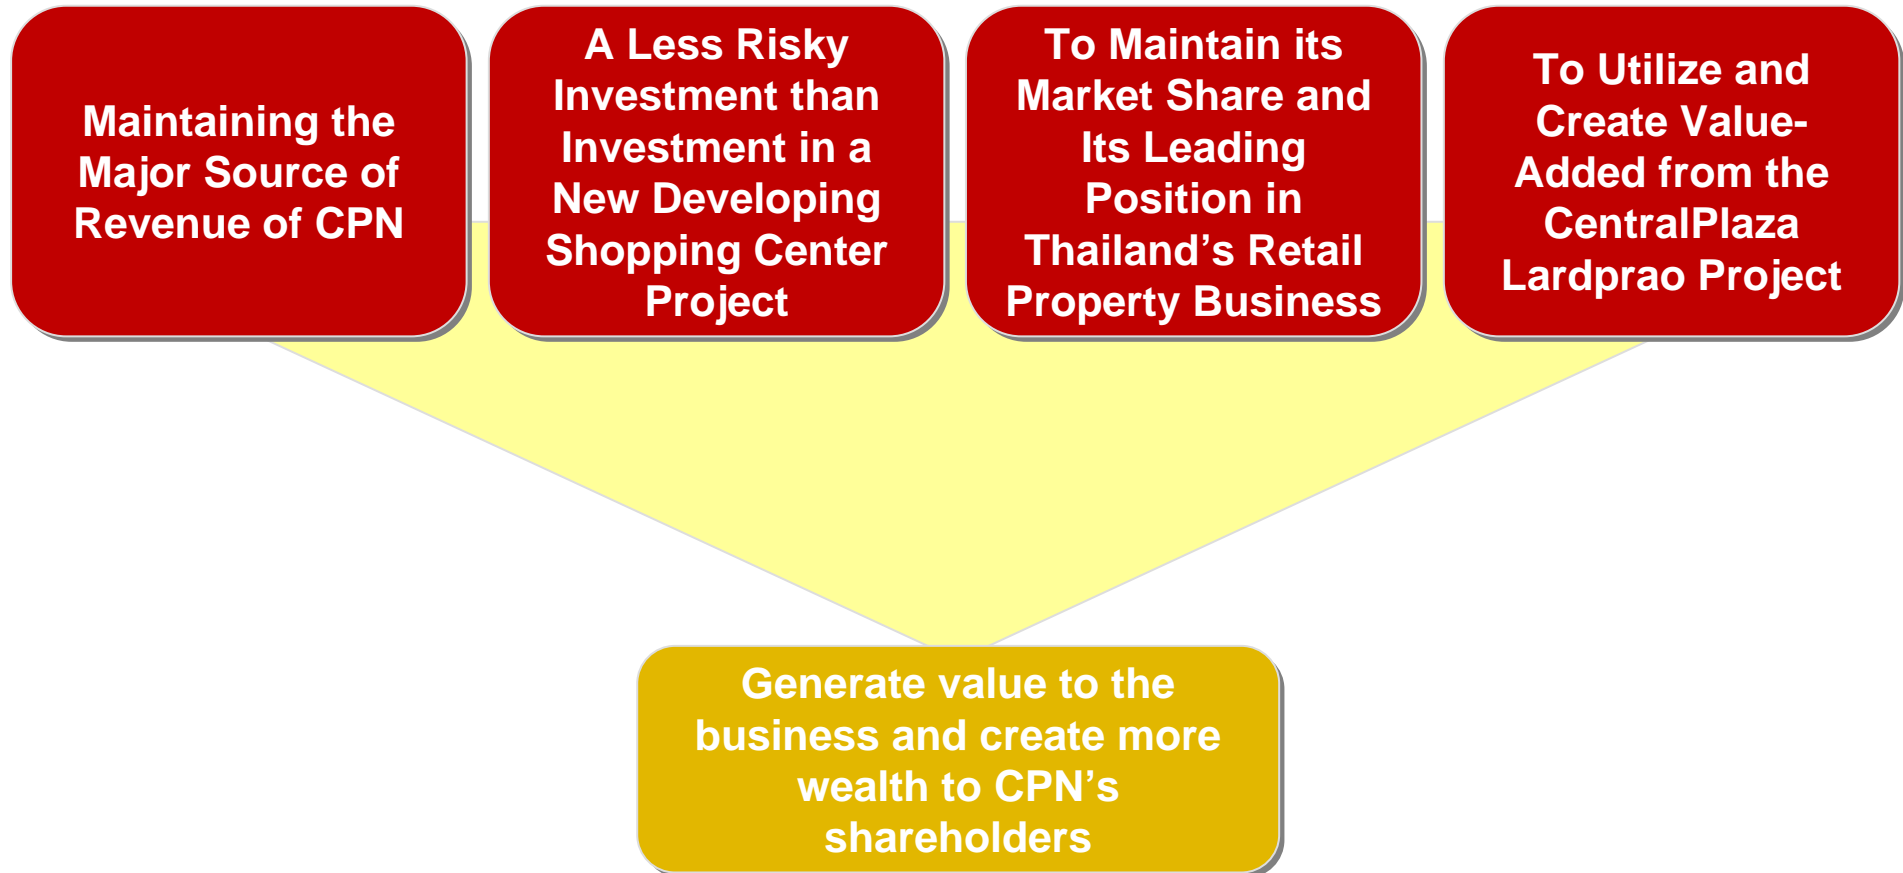 Maintaining the
Major Source of
Revenue of CPN
A Less Risky
Investment than
Investment in a
New Developing
Shopping Center
Project
To Maintain its
Market Share and
Its Leading
Position in
Thailand’s Retail
Property Business
To Utilize and
Create Value-
Added from the
CentralPlaza
Lardprao Project
Generate value to the
business and create more
wealth to CPN’s
shareholders